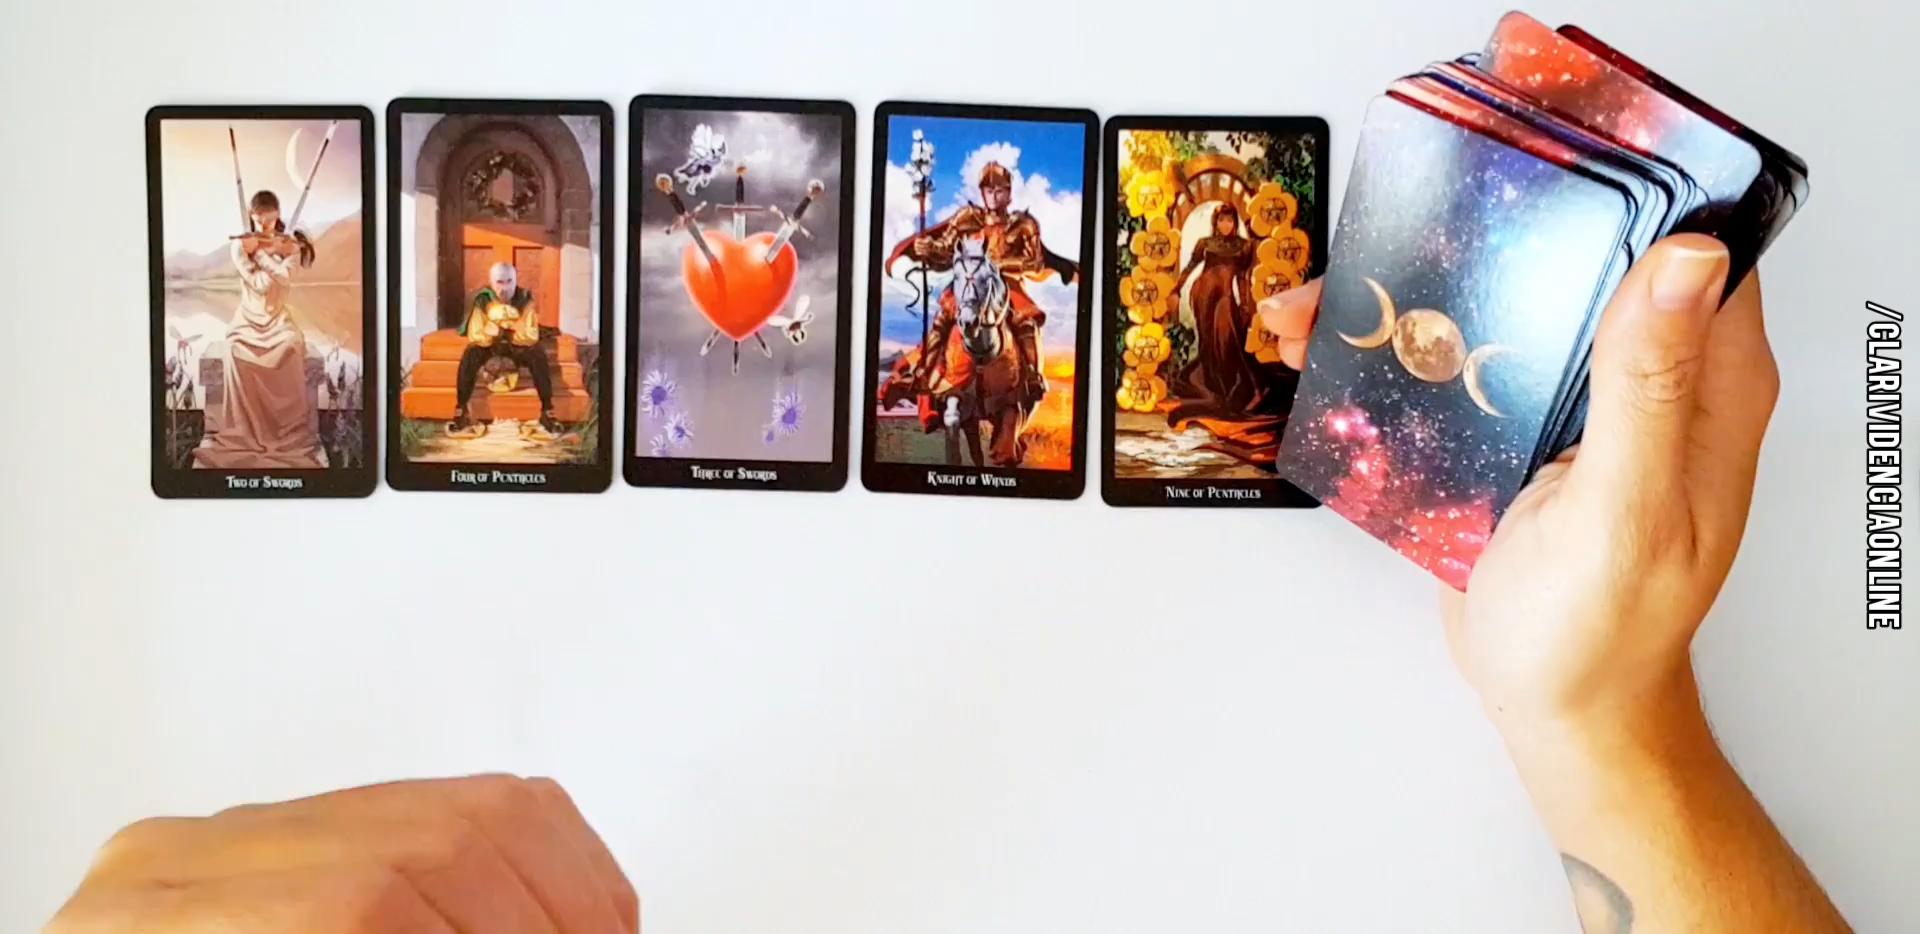 Two of Swords
Four of Pentacles
Three of Swords
Knight of Wands
Nine of Pentacles
/CLARIVIDENCIAONLINE